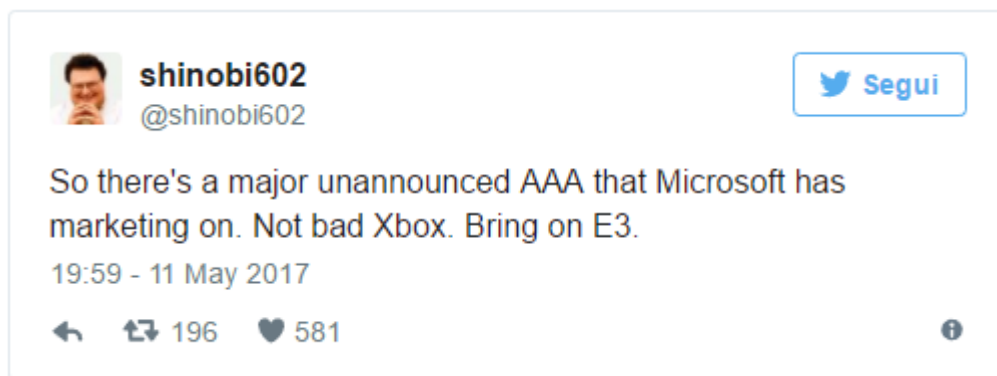 shinobi602
@shinobi602
Segui
So there's a major unannounced AAA that Microsoft has
marketing on. Not bad Xbox. Bring on E3.
19:59 - 11 May 2017
196 581